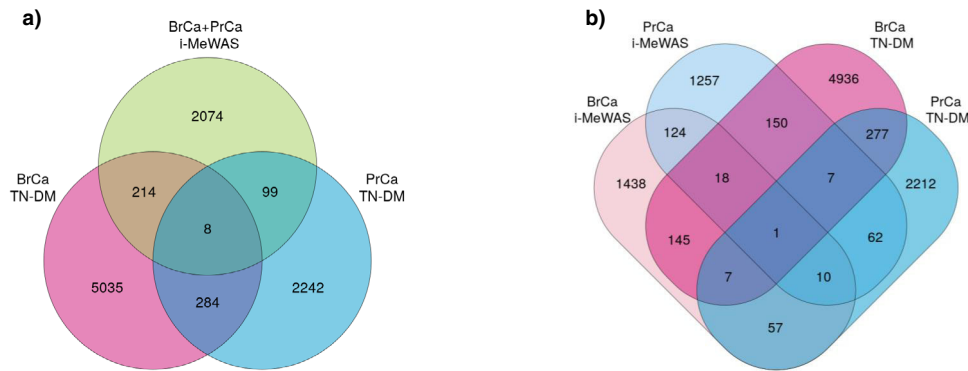 a)
BrCa+PrCa
i-MeWAS
2074
BrCa
TN-DM
214
99
PrCa
TN-DM
8
5035
284
2242
b)
PrCa
i-MeWAS
BrCa
TN-DM
1257
4936
BrCa
i-MeWAS
PrCa
TN-DM
124
150
277
1438
18
7
2212
145
1
62
7
10
57